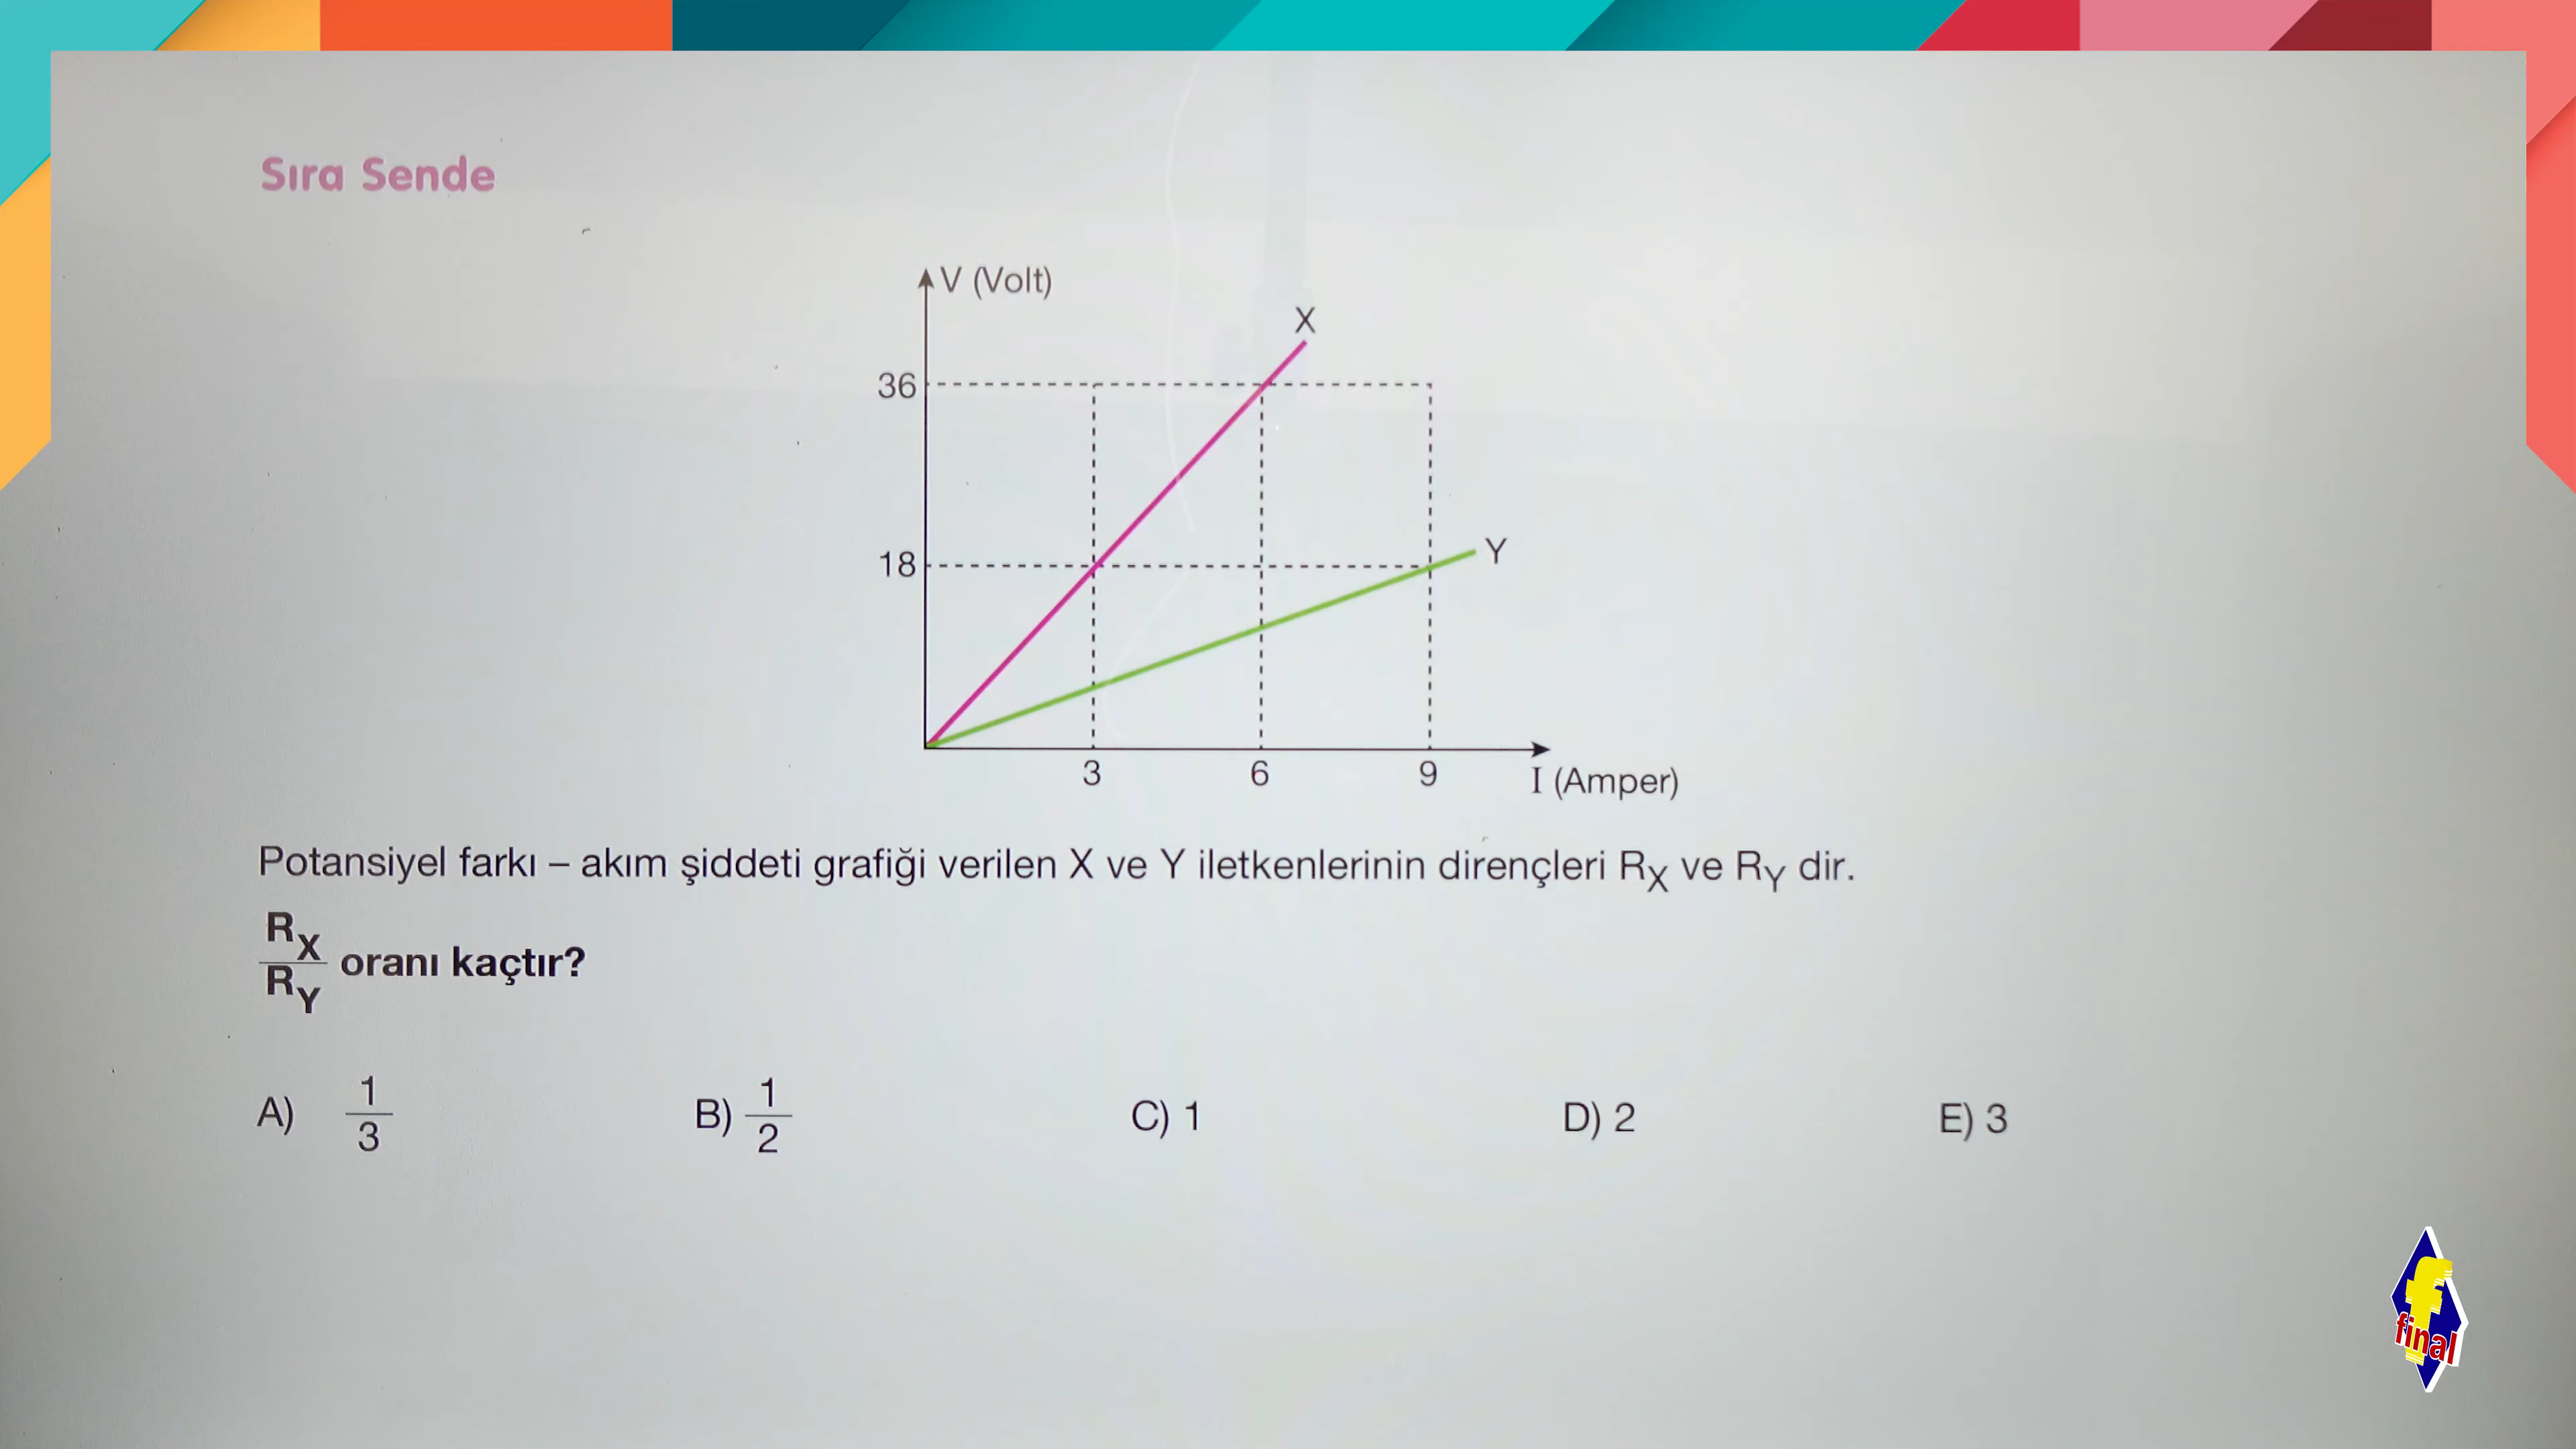 Sıra Sende
V (Volt)
X
36
18
Y
3 6 9 I (Amper)
Potansiyel farkı – akım şiddeti grafiği verilen X ve Y iletkenlerinin dirençleri RX ve RY dir.
RX
RY
oranı kaçtır?
A) 1/3 B) 1/2 C) 1 D) 2 E) 3
f
final